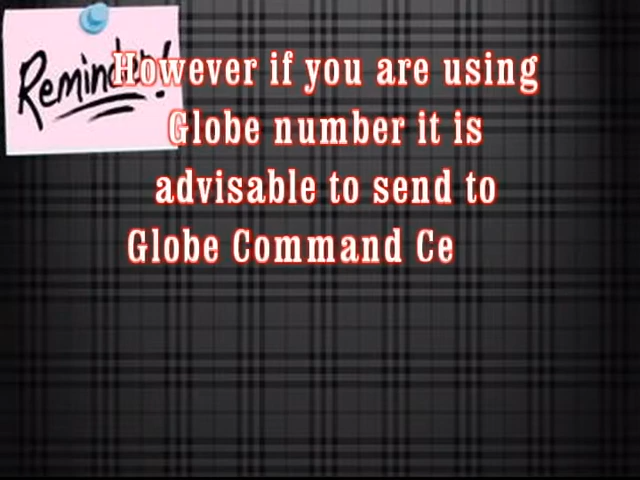 Reminder!
However if you are using
Globe number it is
advisable to send to
Globe Command Ce